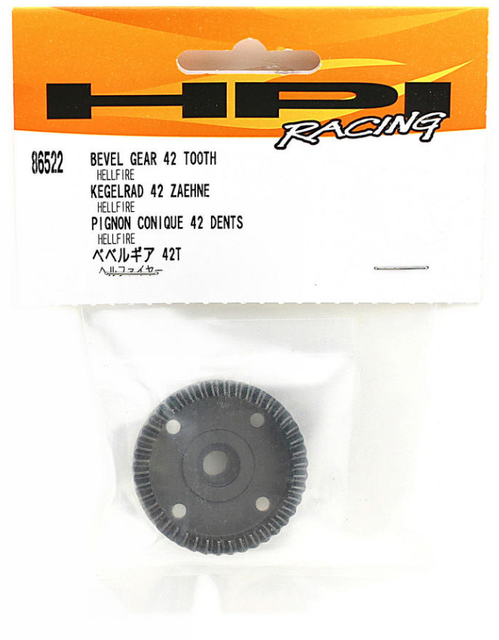 HPI
RACING
86522
BEVEL GEAR 42 TOOTH
HELLFIRE
KEGELRAD 42 ZAEHNE
HELLFIRE
PIGNON CONIQUE 42 DENTS
HELLFIRE
ベベルギア 42T
ヘルファイヤー